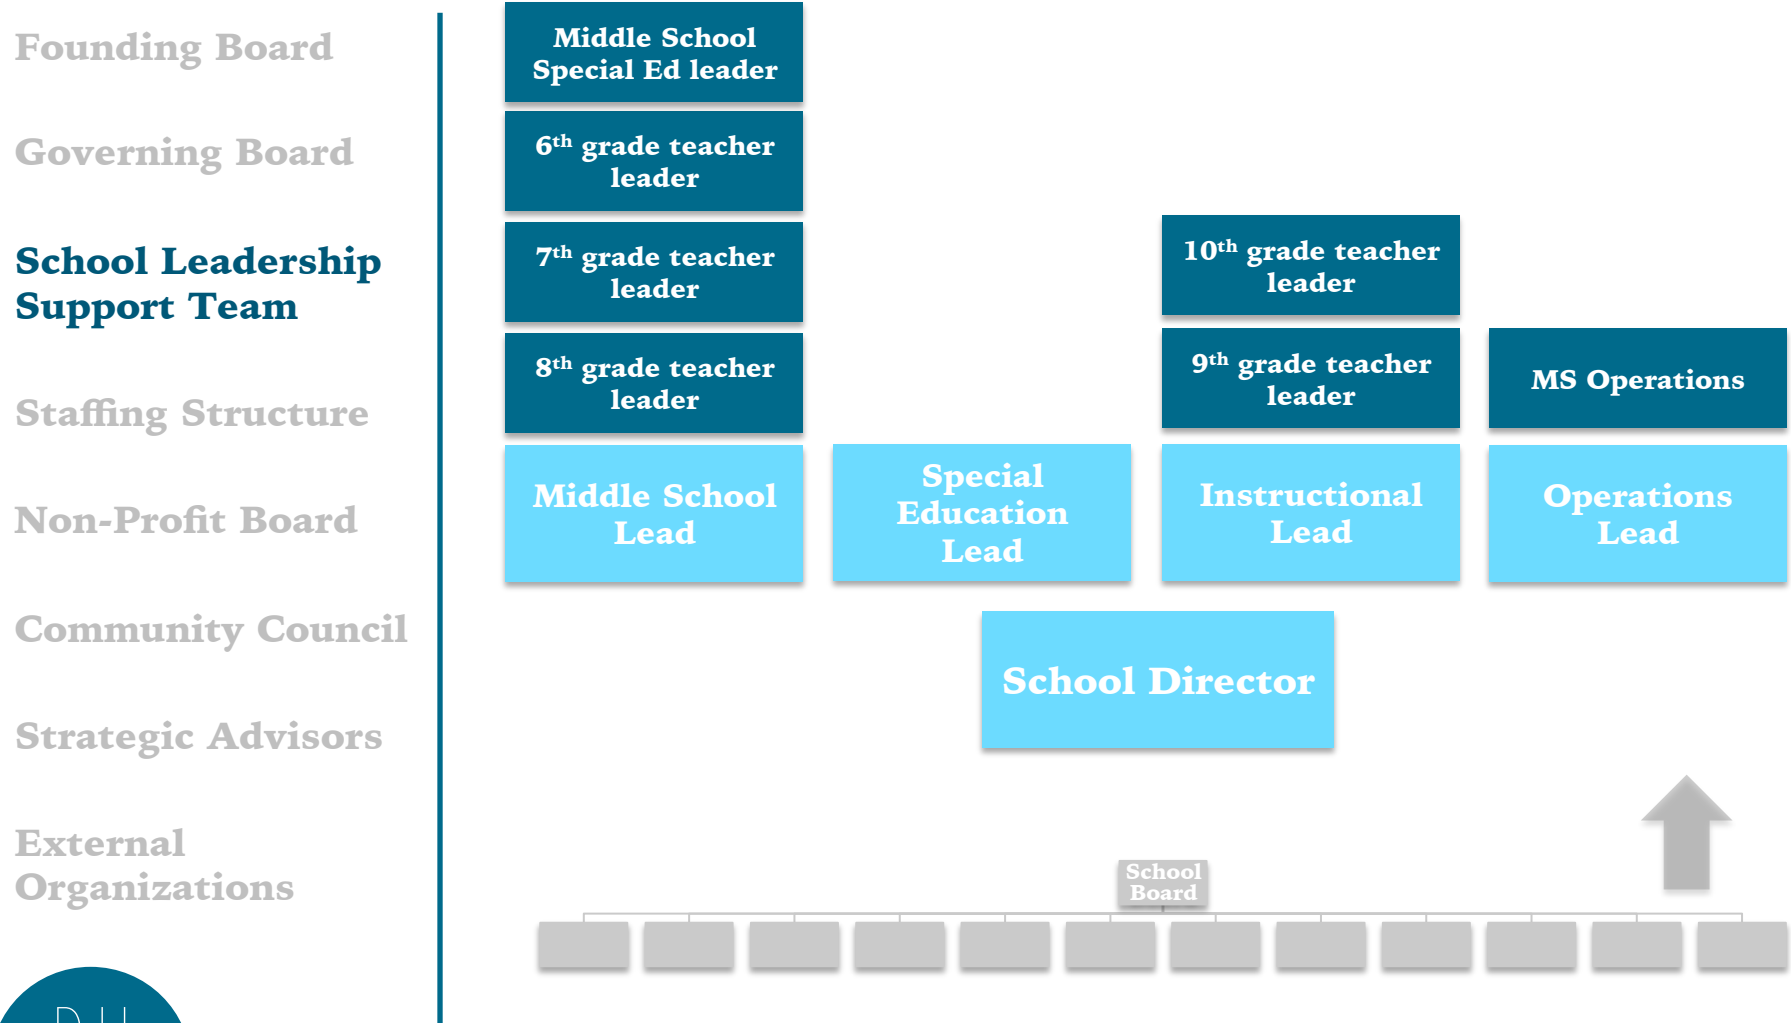 Founding Board
Governing Board
School Leadership
Support Team
Staffing Structure
Non-Profit Board
Community Council
Strategic Advisors
External
Organizations
Middle School
Special Ed leader
6th grade teacher
leader
7th grade teacher
leader
8th grade teacher
leader
10th grade teacher
leader
9th grade teacher
leader
MS Operations
Middle School
Lead
Special
Education
Lead
Instructional
Lead
Operations
Lead
School Director
School
Board